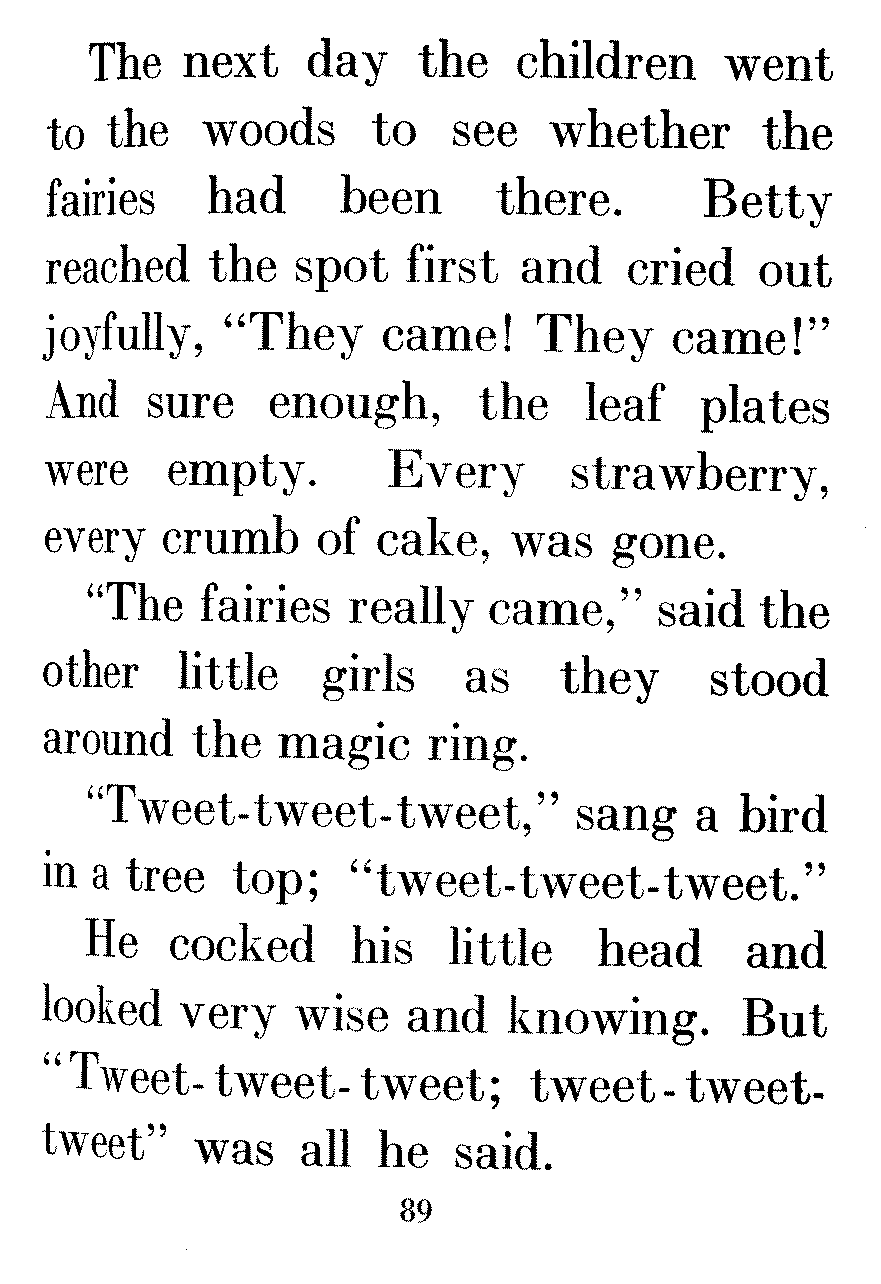 The next day the children went
to the woods to see whether the
fairies had been there. Betty
reached the spot first and cried out
joyfully, “They came! They came!”
And sure enough, the leaf plates
were empty. Every strawberry,
every crumb of cake, was gone.
“The fairies really came,” said the
other little girls as they stood
around the magic ring.
“Tweet-tweet-tweet,” sang a bird
in a tree top; “tweet-tweet-tweet.”
He cocked his little head and
looked very wise and knowing. But
“Tweet-tweet-tweet; tweet-tweet-
tweet” was all he said.
89